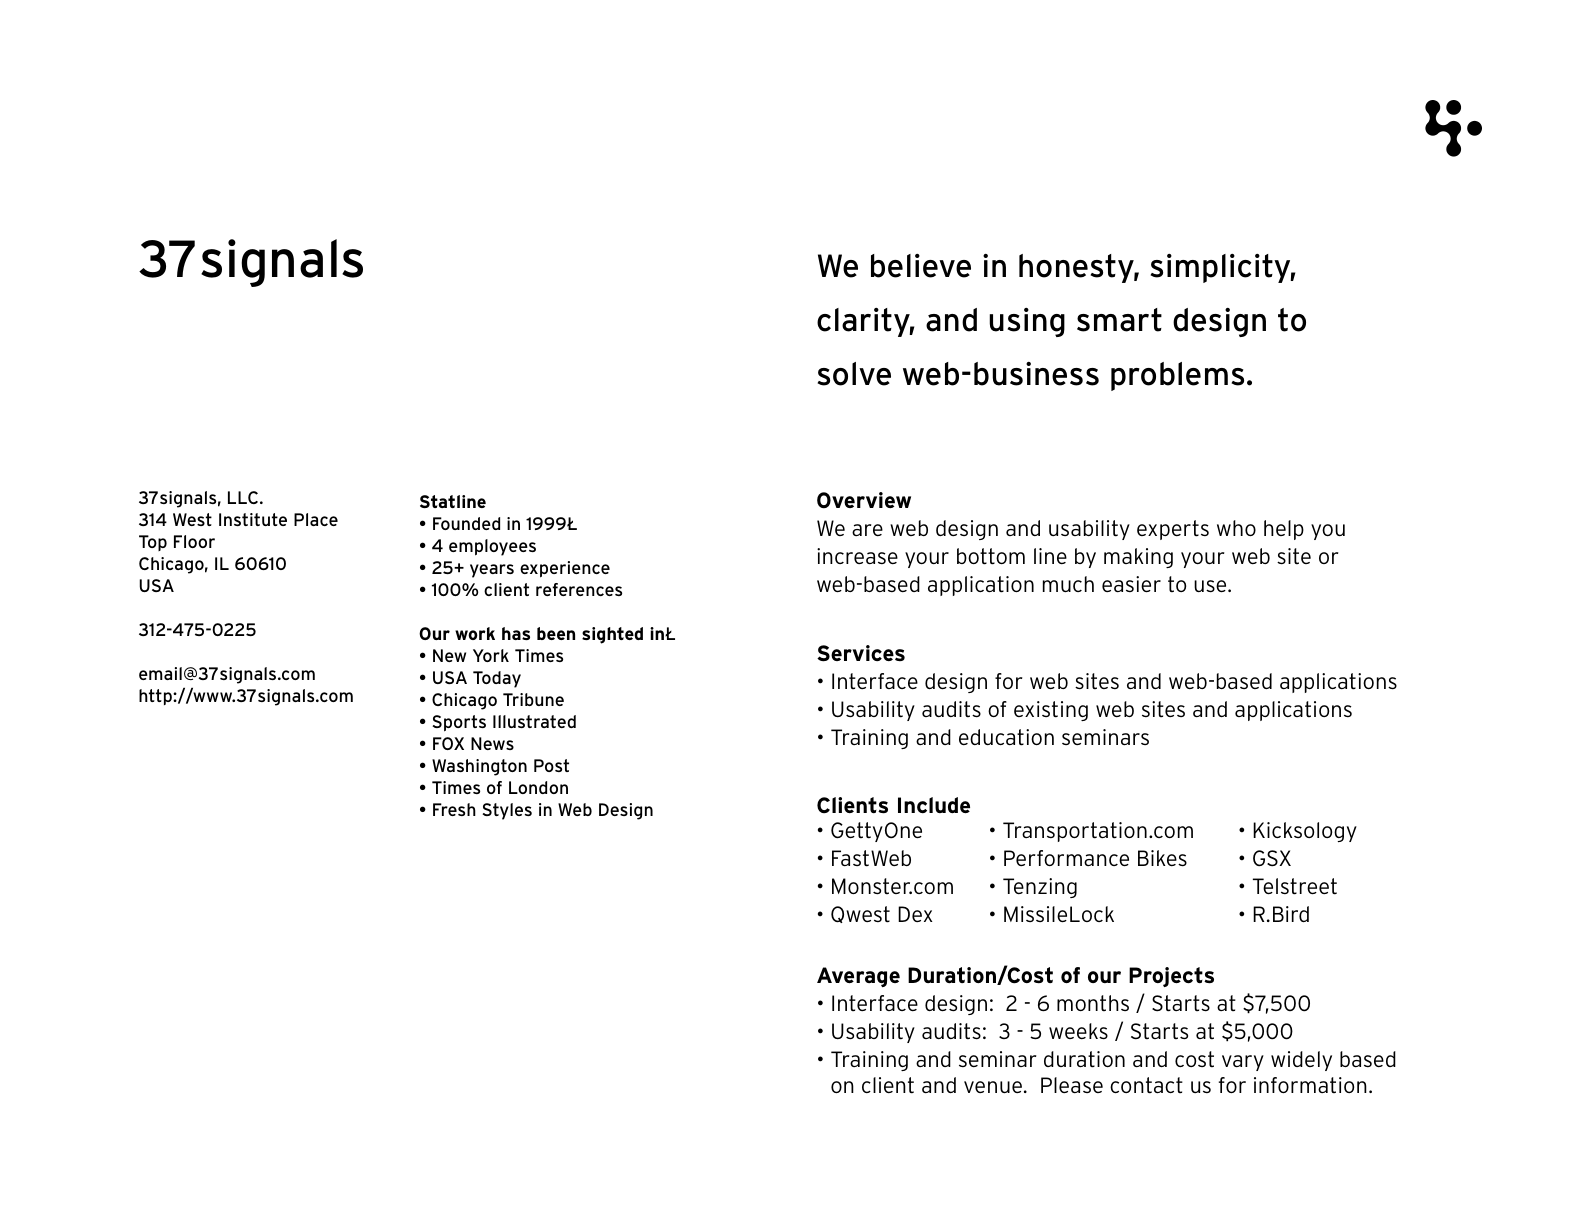 37signals
We believe in honesty, simplicity,
clarity, and using smart design to
solve web-business problems.
37signals, LLC.
314 West Institute Place
Top Floor
Chicago, IL 60610
USA
312-475-0225
email@37signals.com
http://www.37signals.com
Statline
• Founded in 1999Ł
• 4 employees
• 25+ years experience
• 100% client references
Our work has been sighted inŁ
• New York Times
• USA Today
• Chicago Tribune
• Sports Illustrated
• FOX News
• Washington Post
• Times of London
• Fresh Styles in Web Design
Overview
We are web design and usability experts who help you
increase your bottom line by making your web site or
web-based application much easier to use.
Services
• Interface design for web sites and web-based applications
• Usability audits of existing web sites and applications
• Training and education seminars
Clients Include
• GettyOne • Transportation.com • Kicksology
• FastWeb • Performance Bikes • GSX
• Monster.com • Tenzing • Telstreet
• Qwest Dex • MissileLock • R.Bird
Average Duration/Cost of our Projects
• Interface design:  2 - 6 months / Starts at $7,500
• Usability audits:  3 - 5 weeks / Starts at $5,000
• Training and seminar duration and cost vary widely based
on client and venue.  Please contact us for information.